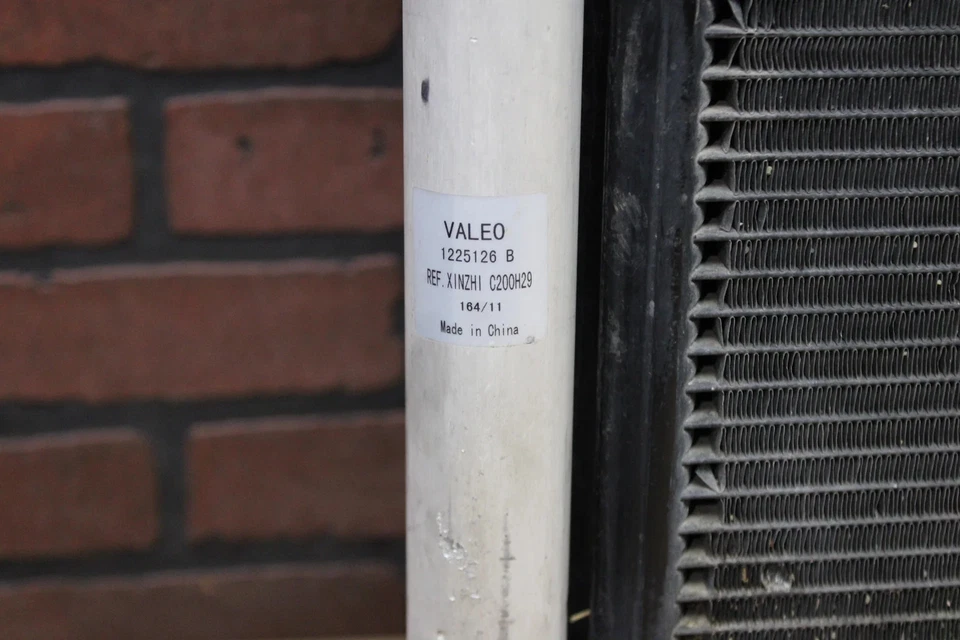 VALEO
1225126 B
REF.XINZHI C200H29
164/11
Made in China